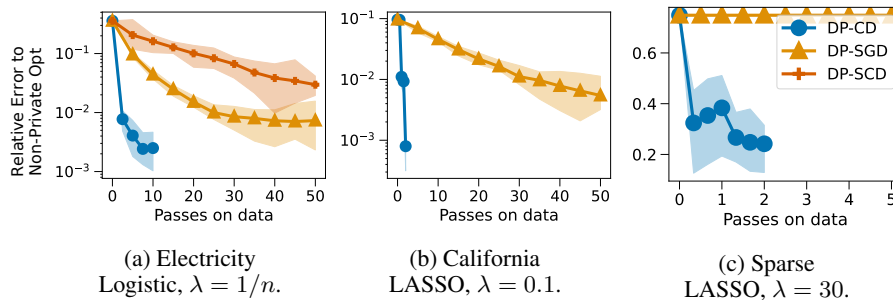 Relative Error to
Non-Private Opt
10⁻¹
10⁻²
10⁻³
0 10 20 30 40 50
Passes on data
(a) Electricity
Logistic, λ = 1/n.
10⁻¹
10⁻²
10⁻³
0 10 20 30 40 50
Passes on data
(b) California
LASSO, λ = 0.1.
0.6
0.4
0.2
DP-CD
DP-SGD
DP-SCD
0 1 2 3 4 5
Passes on data
(c) Sparse
LASSO, λ = 30.